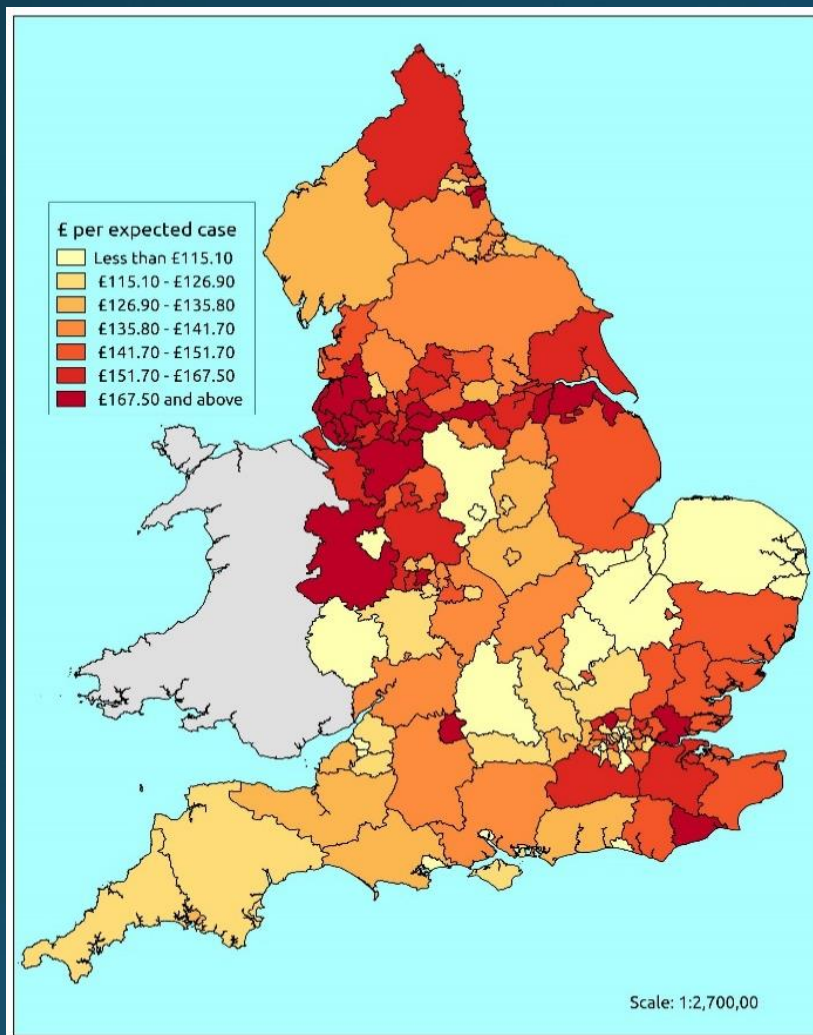 £ per expected case
Less than £115.10
£115.10 - £126.90
£126.90 - £135.80
£135.80 - £141.70
£141.70 - £151.70
£151.70 - £167.50
£167.50 and above
Scale: 1:2,700,00